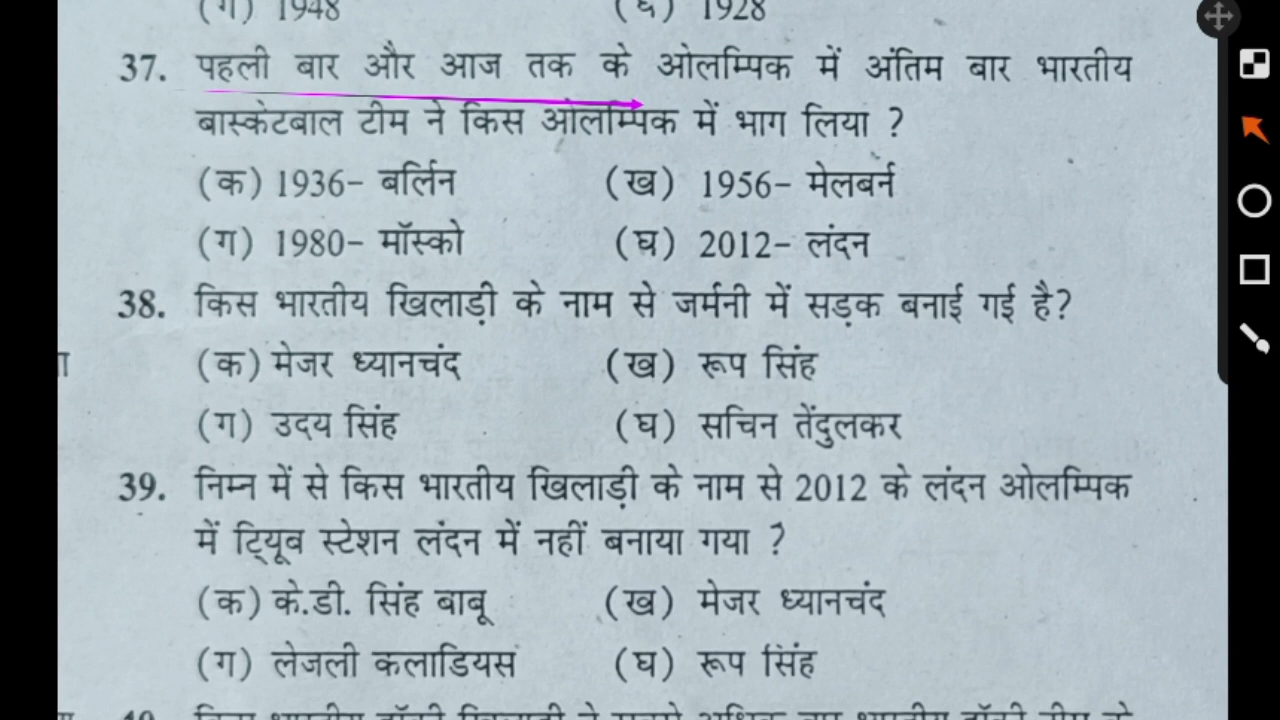 (ग) 1948 (घ) 1928
37. पहली बार और आज तक के ओलम्पिक में अंतिम बार भारतीय
बास्केटबाल टीम ने किस ओलम्पिक में भाग लिया ?
(क) 1936- बर्लिन (ख) 1956- मेलबर्न
(ग) 1980- मॉस्को (घ) 2012- लंदन
38. किस भारतीय खिलाड़ी के नाम से जर्मनी में सड़क बनाई गई है?
(क) मेजर ध्यानचंद (ख) रूप सिंह
(ग) उदय सिंह (घ) सचिन तेंदुलकर
39. निम्न में से किस भारतीय खिलाड़ी के नाम से 2012 के लंदन ओलम्पिक
में ट्यिूब स्टेशन लंदन में नहीं बनाया गया ?
(क) के.डी. सिंह बाबू (ख) मेजर ध्यानचंद
(ग) लेजली कलाडियस (घ) रूप सिंह